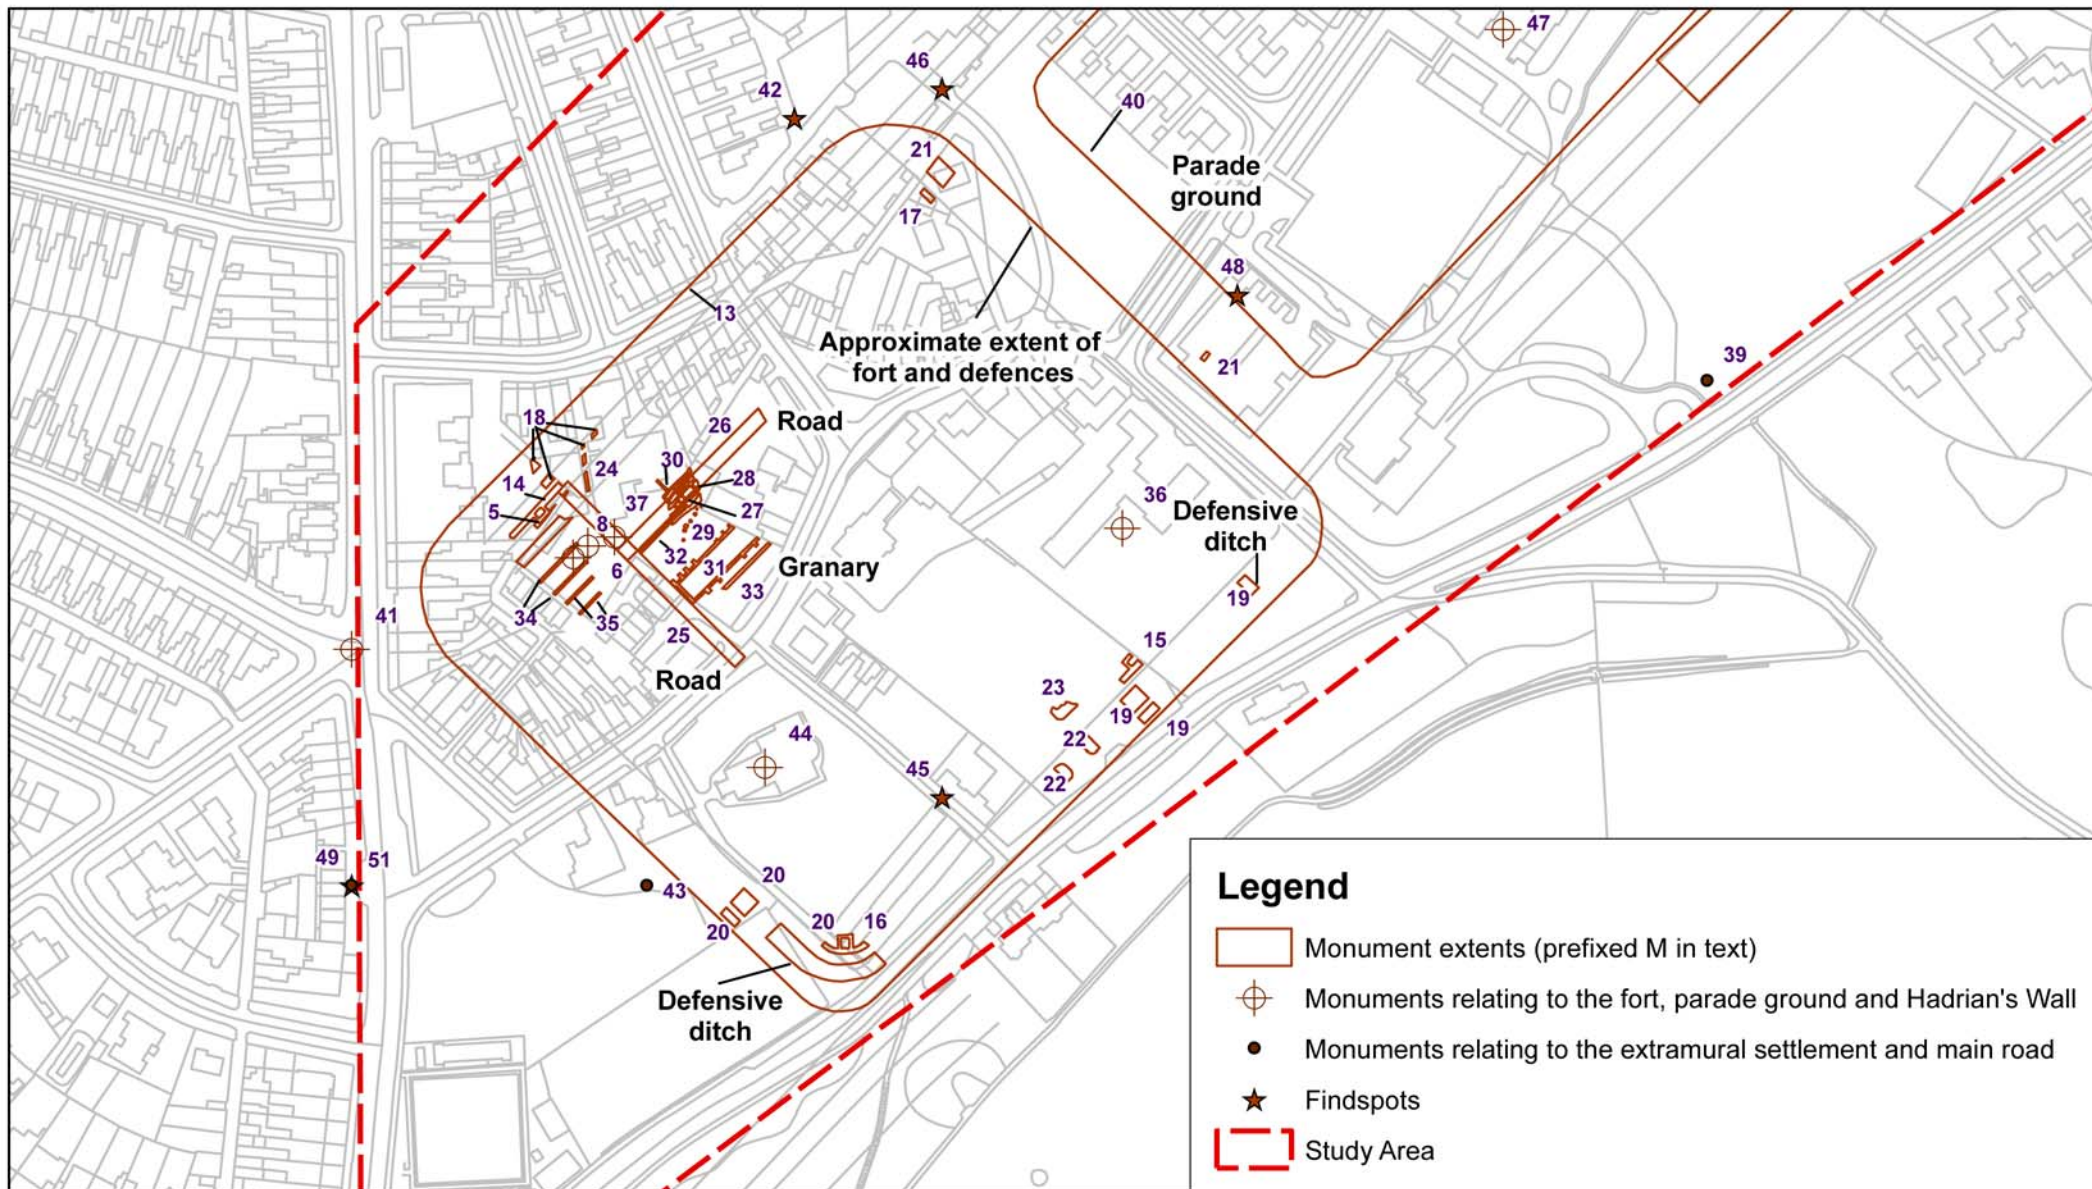 47
46
42
40
21
Parade
ground
17
48
13
Approximate extent of
fort and defences
21
39
18
26
Road
30
24
28
14
37
36
5
27
Defensive
ditch
8
29
32
6
31
Granary
33
19
34
35
41
25
15
Road
23
19
19
44
22
45
22
49
51
20
43
20
20
16
Defensive
ditch
Legend
Monument extents (prefixed M in text)
Monuments relating to the fort, parade ground and Hadrian's Wall
Monuments relating to the extramural settlement and main road
Findspots
Study Area